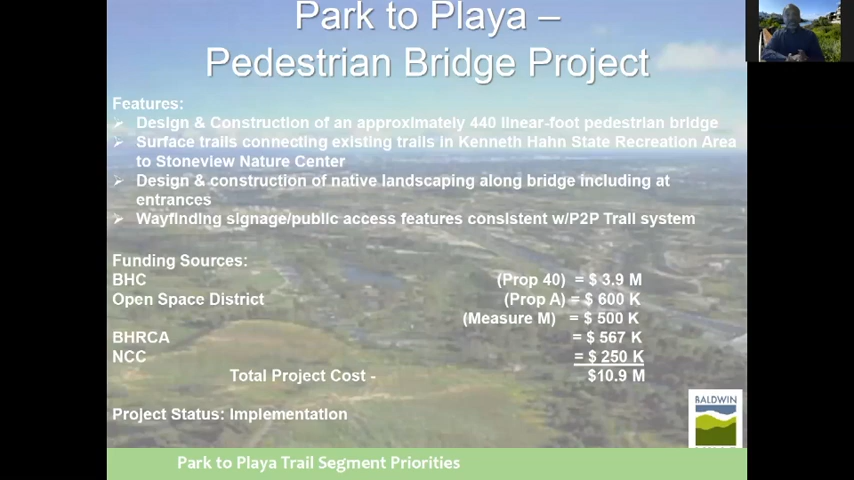 Park to Playa –
Pedestrian Bridge Project
Features:
Design & Construction of an approximately 440 linear-foot pedestrian bridge
Surface trails connecting existing trails in Kenneth Hahn State Recreation Area
to Stoneview Nature Center
Design & construction of native landscaping along bridge including at
entrances
Wayfinding signage/public access features consistent w/P2P Trail system
Funding Sources:
BHC (Prop 40) = $ 3.9 M
Open Space District (Prop A) = $ 600 K
(Measure M) = $ 500 K
BHRCA = $ 567 K
NCC = $ 250 K
Total Project Cost - $10.9 M
Project Status: Implementation
BALDWIN
Park to Playa Trail Segment Priorities